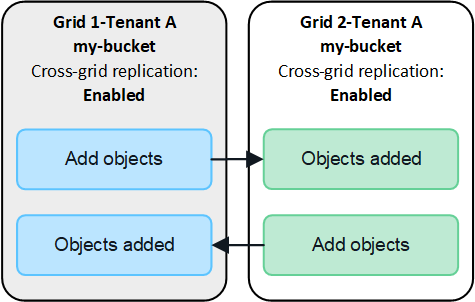 Grid 1-Tenant A
my-bucket
Cross-grid replication:
Enabled
Add objects
Objects added
Grid 2-Tenant A
my-bucket
Cross-grid replication:
Enabled
Objects added
Add objects